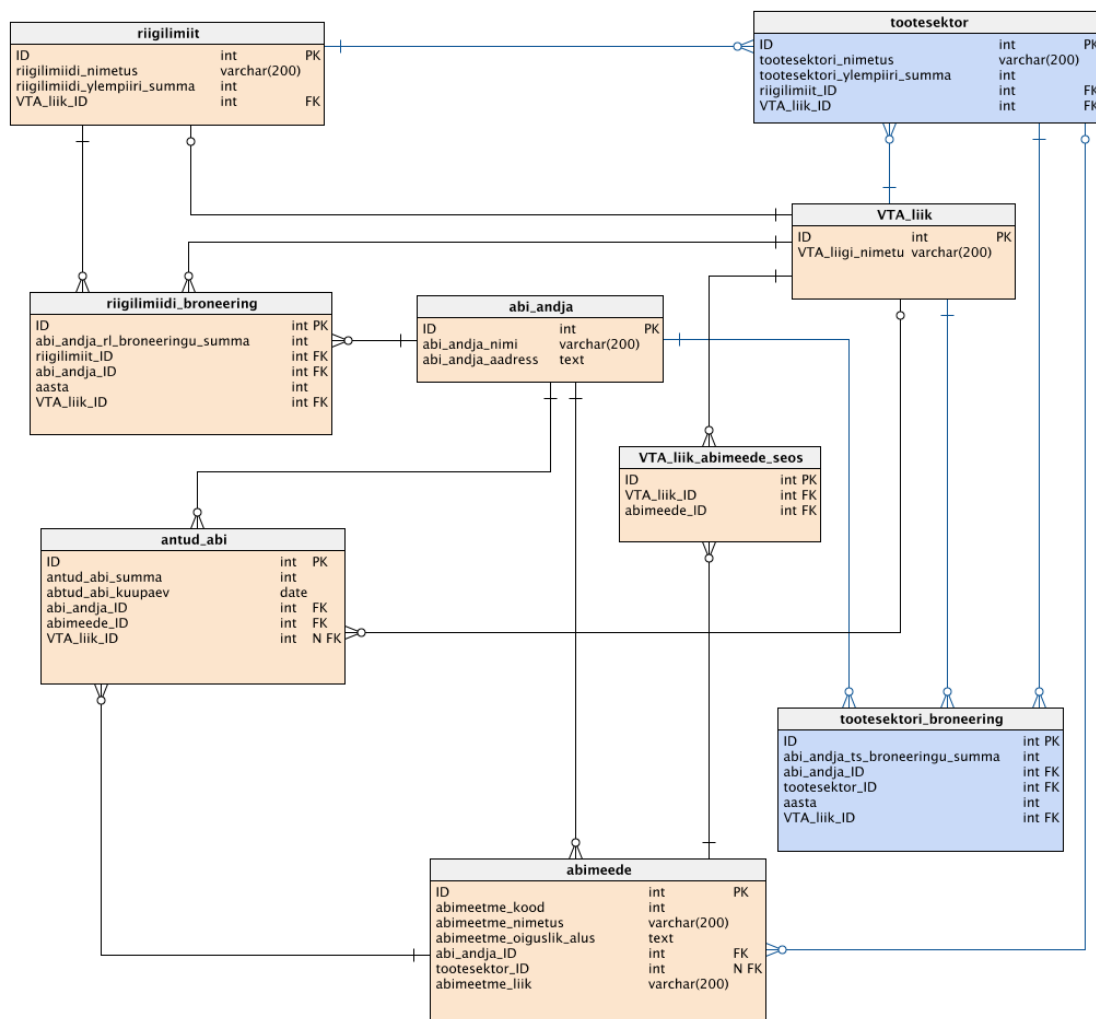 riigilimiit
ID int PK
riigilimiidi_nimetus varchar(200)
riigilimiidi_ylempiiri_summa int
VTA_liik_ID int FK
tootesektor
ID int PK
tootesektori_nimetus varchar(200)
tootesektori_ylempiiri_summa int
riigilimiit_ID int FK
VTA_liik_ID int FK
VTA_liik
ID int PK
VTA_liigi_nimetu varchar(200)
riigilimiidi_broneering
ID int PK
abi_andja_rl_broneeringu_summa int
riigilimiit_ID int FK
abi_andja_ID int FK
aasta int
VTA_liik_ID int FK
abi_andja
ID int PK
abi_andja_nimi varchar(200)
abi_andja_aadress text
VTA_liik_abimeede_seos
ID int PK
VTA_liik_ID int FK
abimeede_ID int FK
antud_abi
ID int PK
antud_abi_summa int
abtud_abi_kuupaev date
abi_andja_ID int FK
abimeede_ID int FK
VTA_liik_ID int N FK
tootesektori_broneering
ID int PK
abi_andja_ts_broneeringu_summa int
abi_andja_ID int FK
tootesektor_ID int FK
aasta int
VTA_liik_ID int FK
abimeede
ID int PK
abimeetme_kood int
abimeetme_nimetus varchar(200)
abimeetme_oiguslik_alus text
abi_andja_ID int FK
tootesektor_ID int N FK
abimeetme_liik varchar(200)